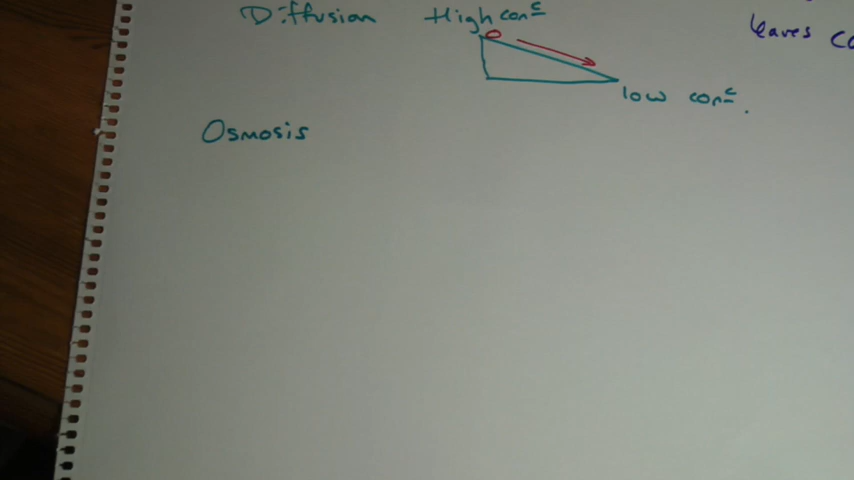 Diffusion High conᶜ
leaves
low conᶜ.
Osmosis